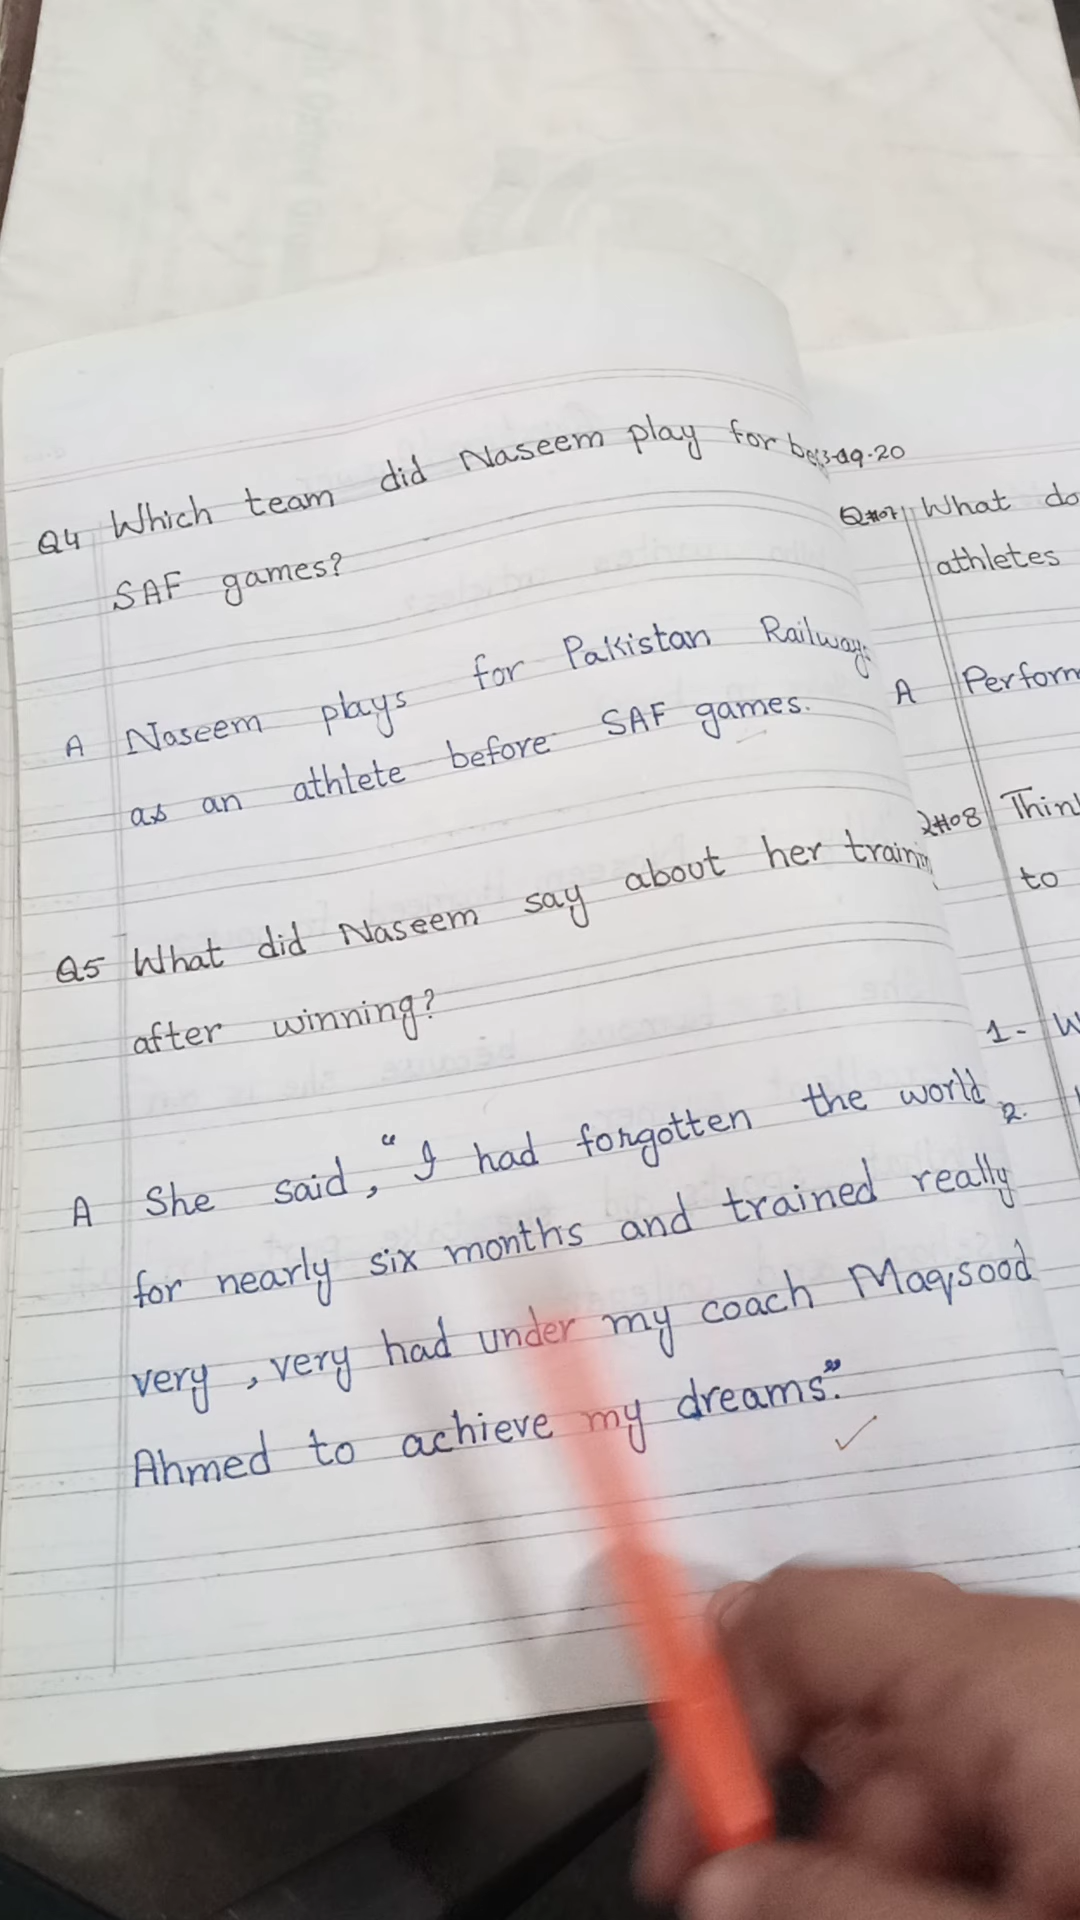 Q4 Which team did Naseem play for be
SAF games?
A Naseem plays for Pakistan Railway
as an athlete before SAF games.
Q5 What did Naseem say about her trainin
after winning?
A She said, “I had forgotten the world
for nearly six months and trained really
very, very had under my coach Maqsood
Ahmed to achieve my dreams”.
What do
athletes
A Perform
Thin
to
1- W
2.